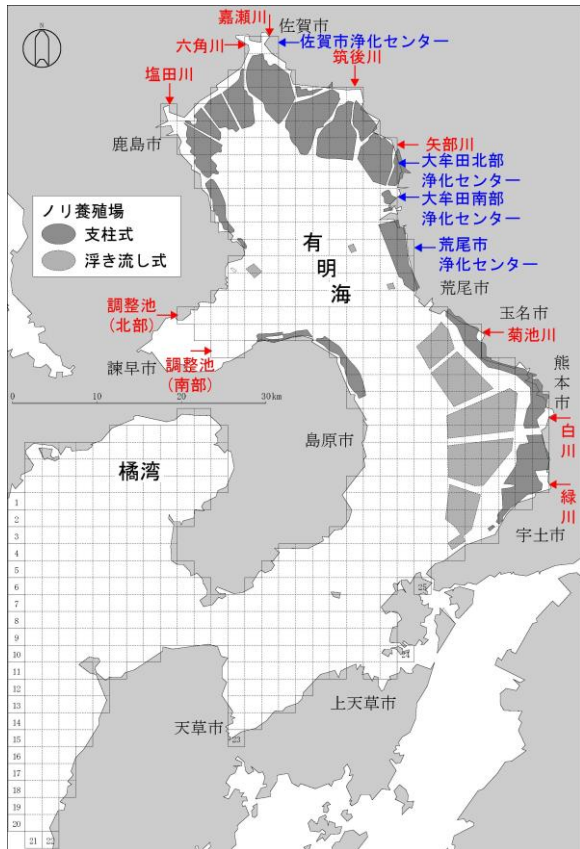 N
嘉瀬川
佐賀市
六角川
佐賀市浄化センター
筑後川
塩田川
鹿島市
矢部川
大牟田北部
浄化センター
大牟田南部
浄化センター
ノリ養殖場
支柱式
浮き流し式
有明海
荒尾市
浄化センター
荒尾市
調整池
(北部)
玉名市
菊池川
諫早市
調整池
(南部)
熊本市
0 10 20 30km
島原市
白川
橘湾
緑川
宇土市
1
2
3
4
5
6
7
8
9
10
11
12
13
14
15
16
17
18
19
20
21 22
23
24
25
上天草市
天草市